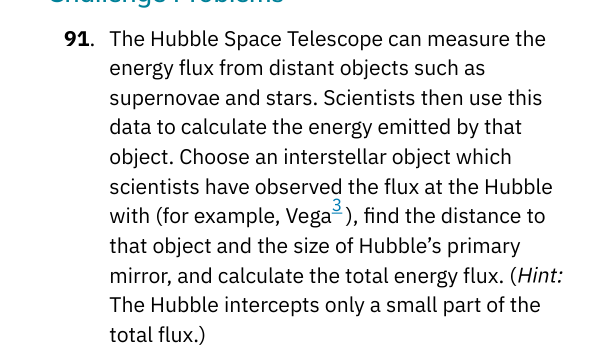 Challenge Problems
91. The Hubble Space Telescope can measure the
energy flux from distant objects such as
supernovae and stars. Scientists then use this
data to calculate the energy emitted by that
object. Choose an interstellar object which
scientists have observed the flux at the Hubble
with (for example, Vega3), find the distance to
that object and the size of Hubble’s primary
mirror, and calculate the total energy flux. (Hint:
The Hubble intercepts only a small part of the
total flux.)